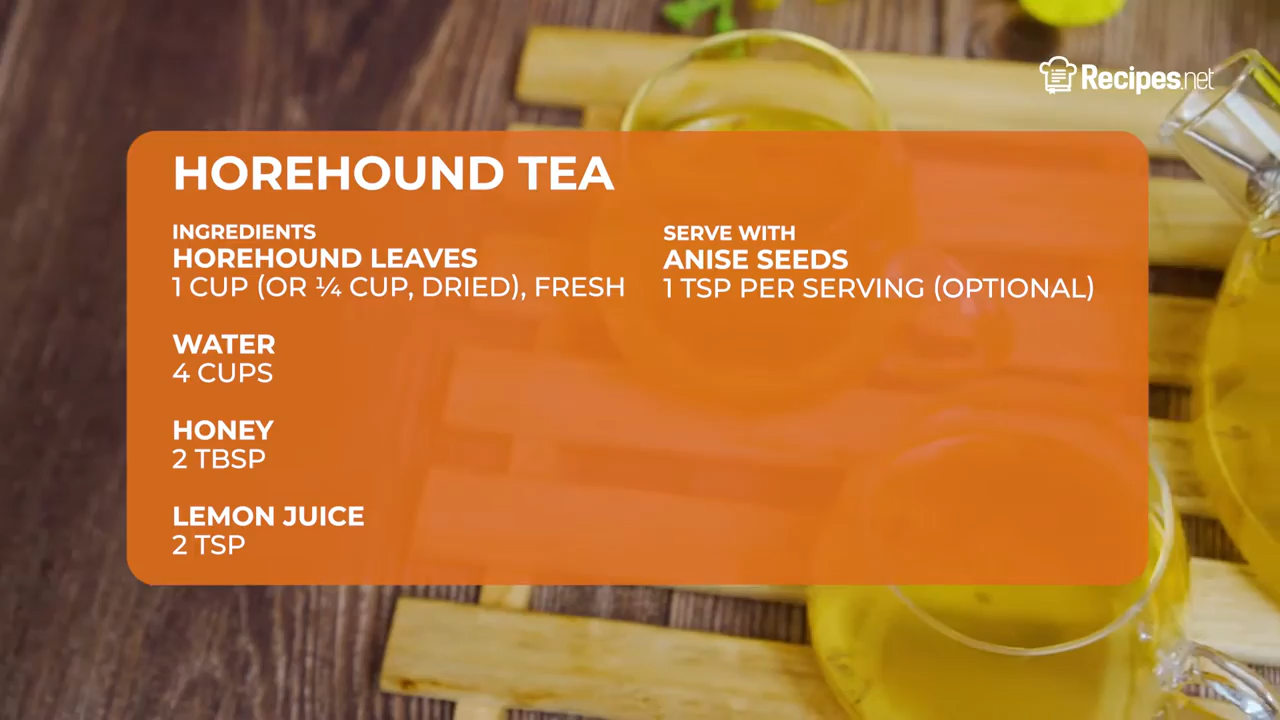 Recipes.net
HOREHOUND TEA
INGREDIENTS
HOREHOUND LEAVES
1 CUP (OR ¼ CUP, DRIED), FRESH
WATER
4 CUPS
HONEY
2 TBSP
LEMON JUICE
2 TSP
SERVE WITH
ANISE SEEDS
1 TSP PER SERVING (OPTIONAL)